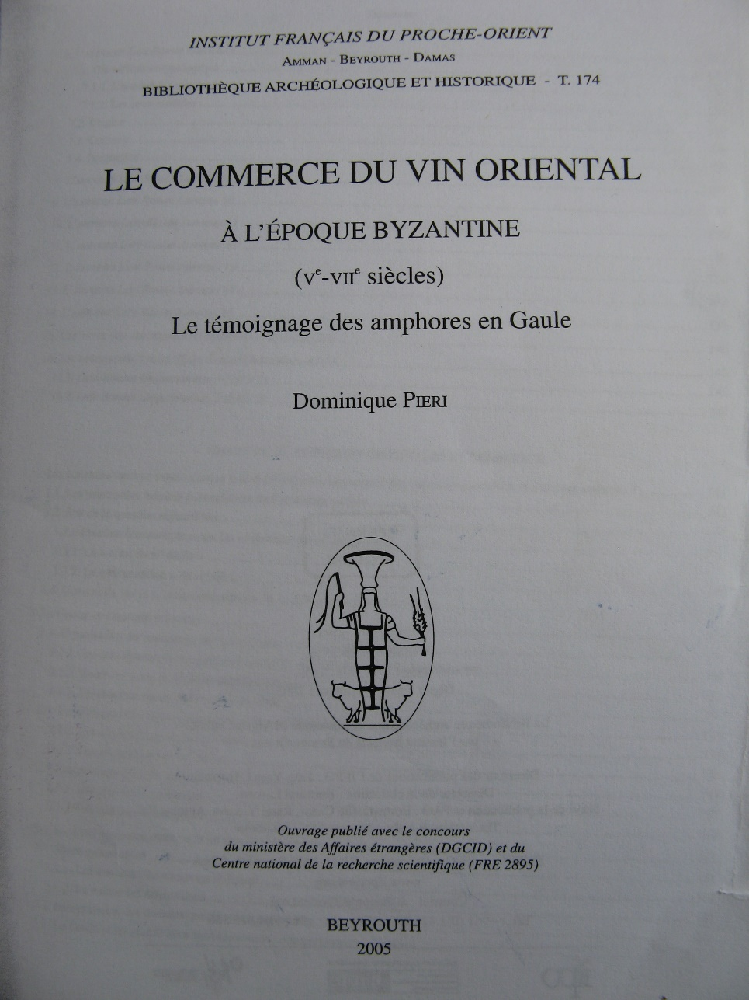 INSTITUT FRANÇAIS DU PROCHE-ORIENT
AMMAN - BEYROUTH - DAMAS
BIBLIOTHÈQUE ARCHÉOLOGIQUE ET HISTORIQUE - T. 174
LE COMMERCE DU VIN ORIENTAL
À L'ÉPOQUE BYZANTINE
(Ve-VIIe siècles)
Le témoignage des amphores en Gaule
Dominique PIERI
Ouvrage publié avec le concours
du ministère des Affaires étrangères (DGCID) et du
Centre national de la recherche scientifique (FRE 2895)
BEYROUTH
2005